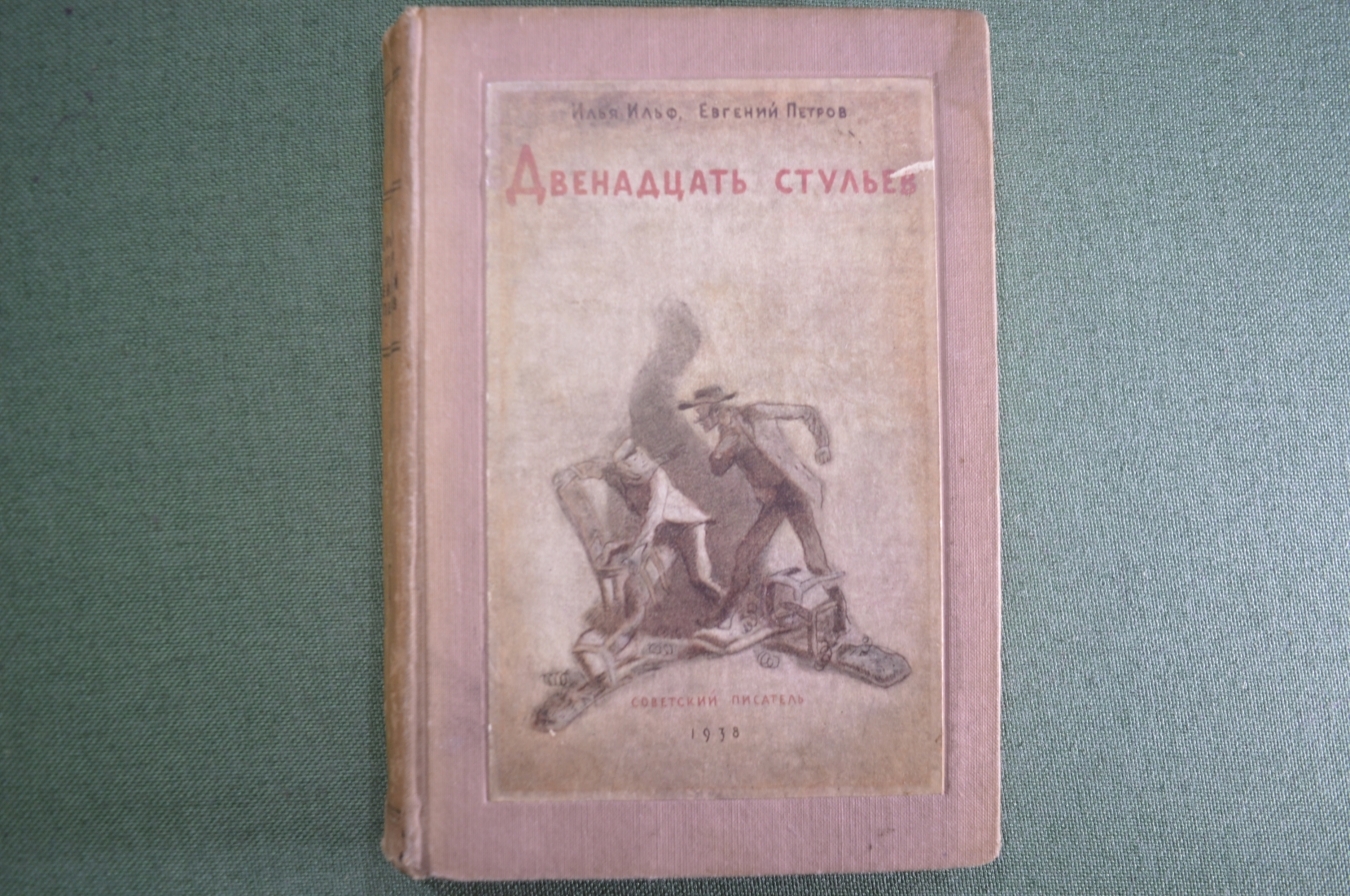 Илья Ильф, Евгений Петров
Двенадцать стульев
советский писатель
1938